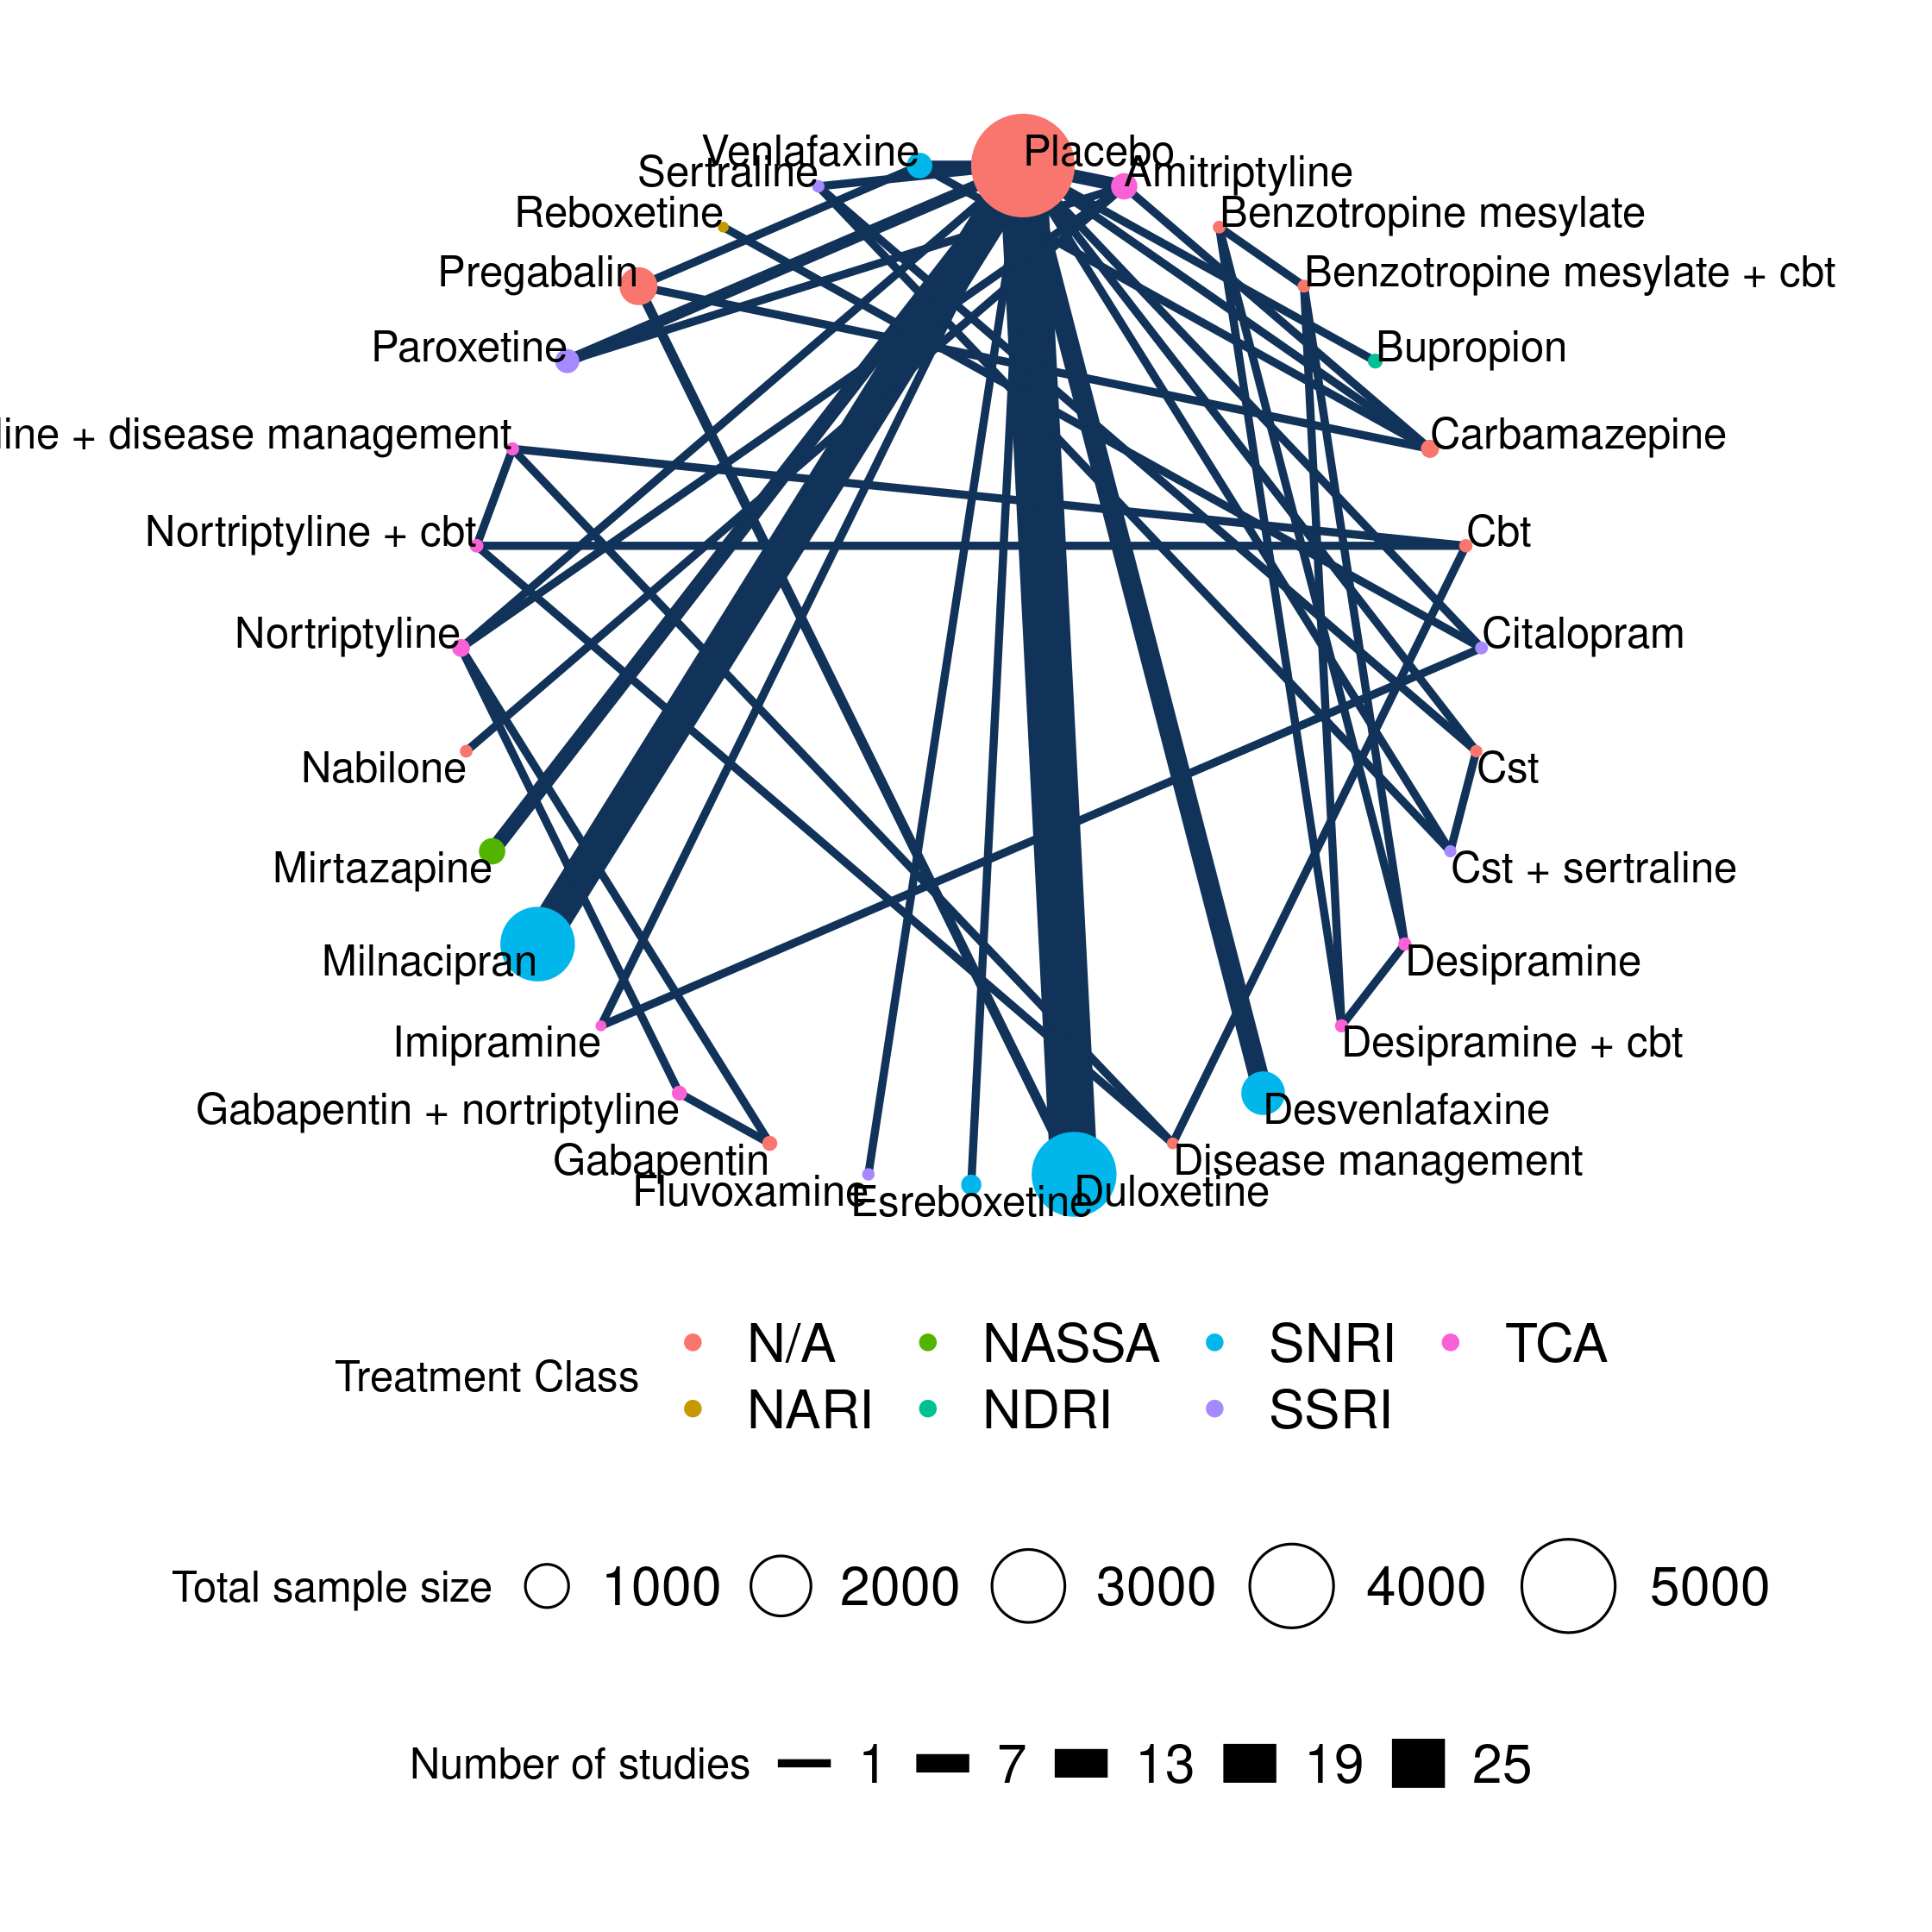 Venlafaxine
Placebo
Sertraline
Amitriptyline
Reboxetine
Benzotropine mesylate
Pregabalin
Benzotropine mesylate + cbt
Paroxetine
Bupropion
line + disease management
Carbamazepine
Nortriptyline + cbt
Cbt
Nortriptyline
Citalopram
Nabilone
Cst
Mirtazapine
Cst + sertraline
Milnacipran
Desipramine
Imipramine
Desipramine + cbt
Gabapentin + nortriptyline
Desvenlafaxine
Gabapentin
Disease management
Fluvoxamine
Esreboxetine
Duloxetine
Treatment Class
N/A NASSA SNRI TCA
NARI NDRI SSRI
Total sample size 1000 2000 3000 4000 5000
Number of studies 1 7 13 19 25